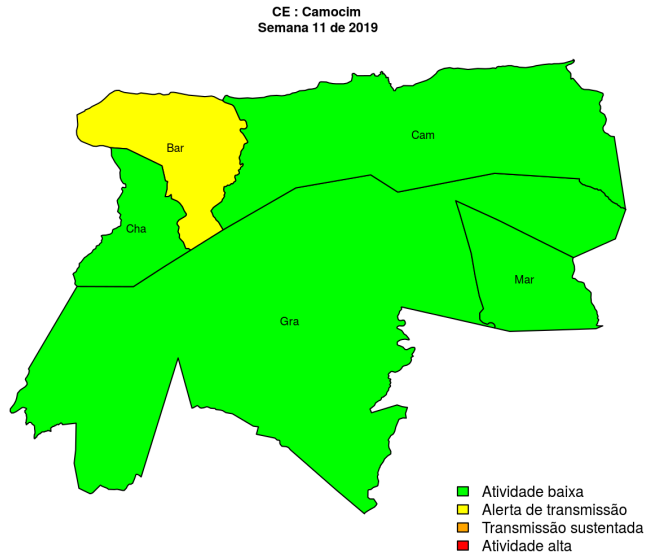 CE : Camocim
Semana 11 de 2019
Bar
Cam
Cha
Mar
Gra
Atividade baixa
Alerta de transmissão
Transmissão sustentada
Atividade alta